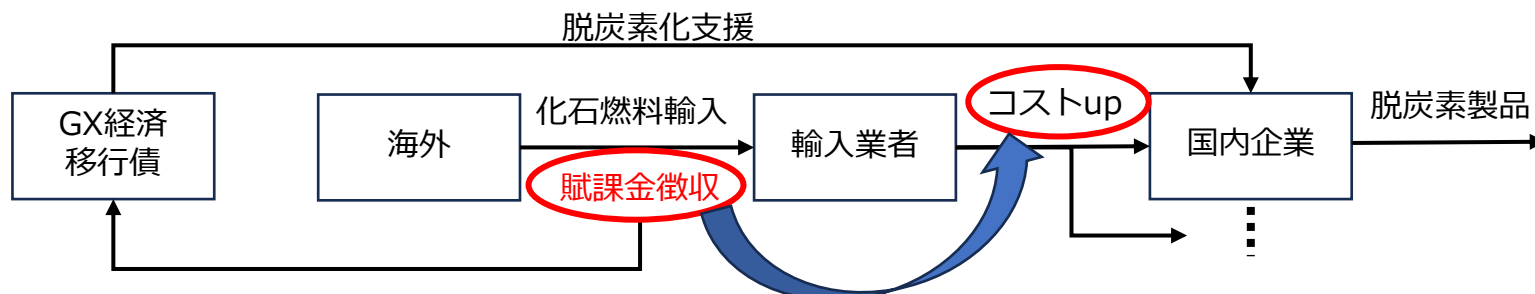 脱炭素化支援
GX経済
移行債
海外
化石燃料輸入
賦課金徴収
輸入業者
コストup
国内企業
脱炭素製品